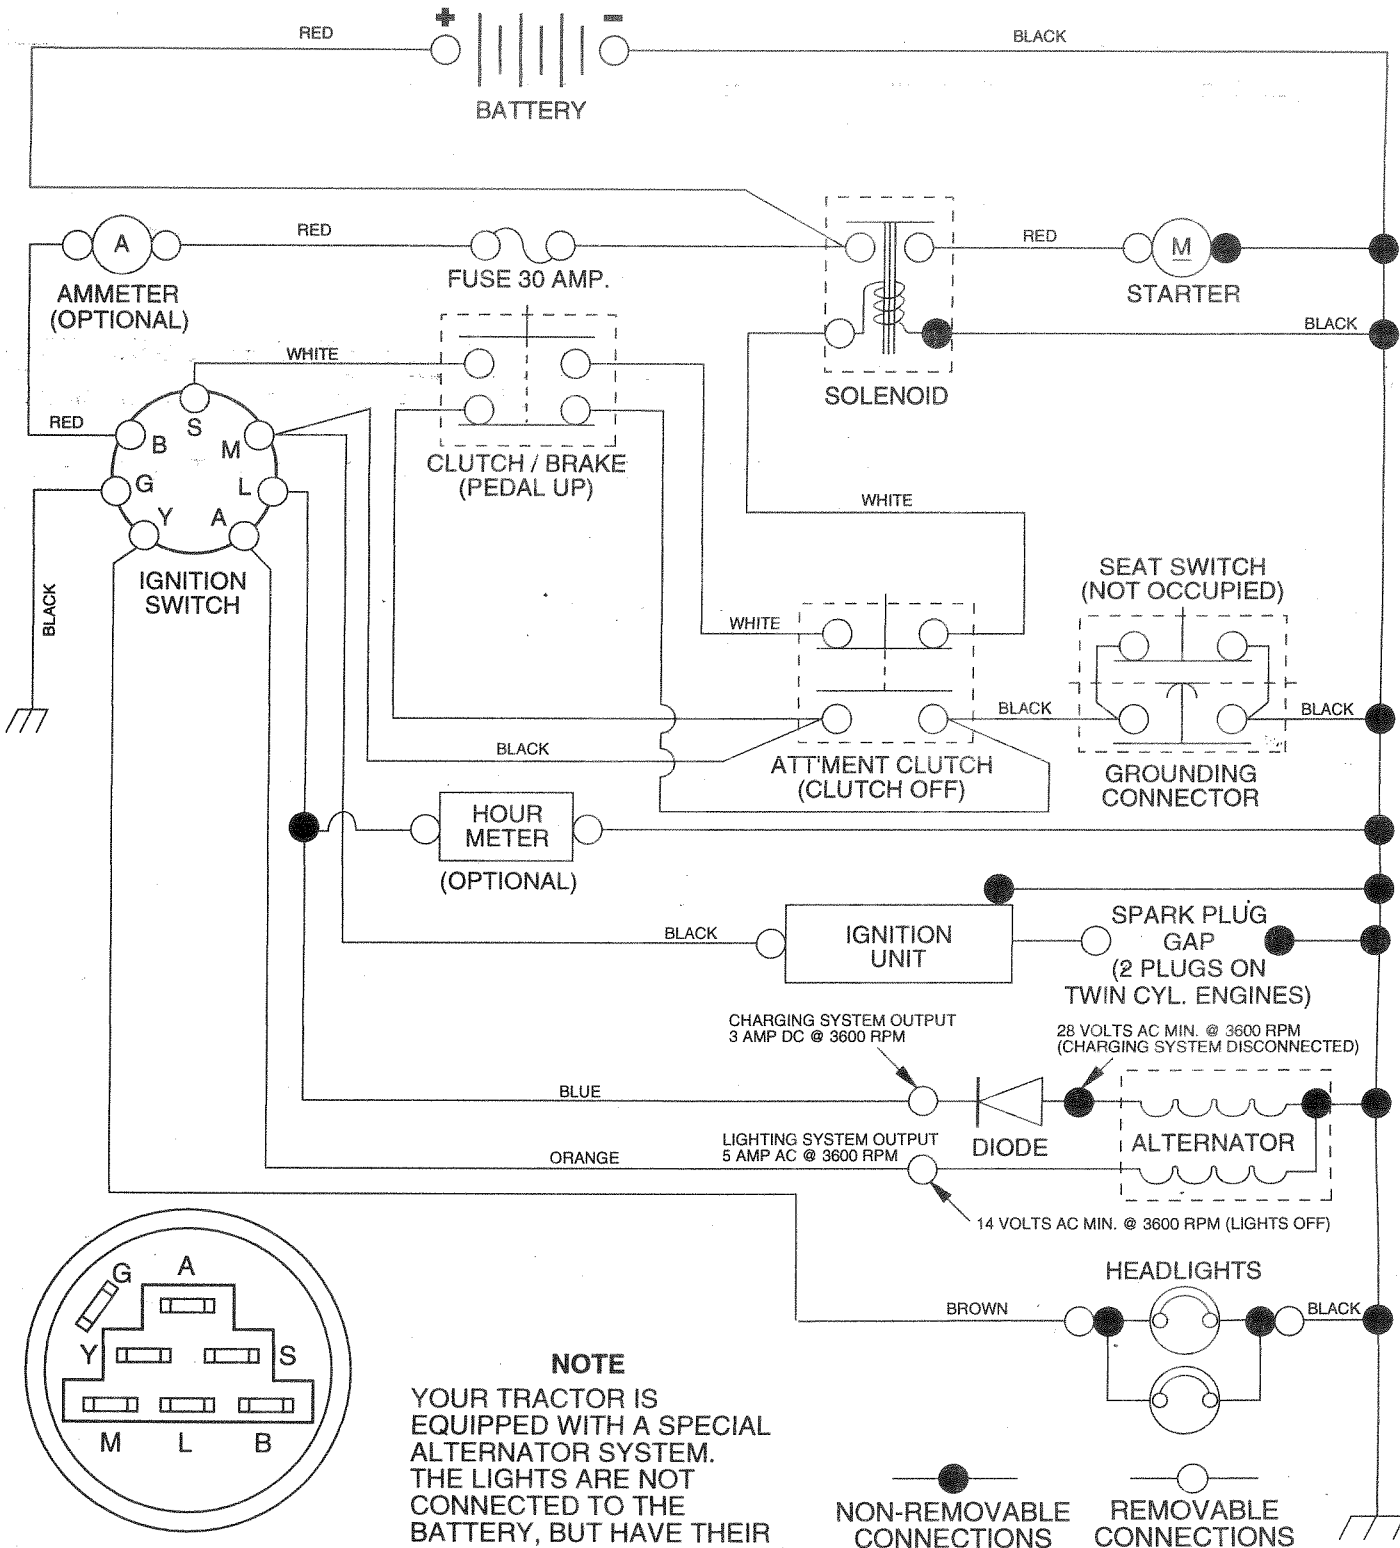 + −
RED
BLACK
BATTERY
A
RED
FUSE 30 AMP.
RED
M
STARTER
AMMETER
(OPTIONAL)
BLACK
WHITE
SOLENOID
RED
S
B
M
G
L
Y
A
CLUTCH / BRAKE
(PEDAL UP)
WHITE
IGNITION
SWITCH
BLACK
SEAT SWITCH
(NOT OCCUPIED)
WHITE
BLACK
BLACK
BLACK
ATT'MENT CLUTCH
(CLUTCH OFF)
GROUNDING
CONNECTOR
HOUR
METER
(OPTIONAL)
BLACK
IGNITION
UNIT
SPARK PLUG
GAP
(2 PLUGS ON
TWIN CYL. ENGINES)
CHARGING SYSTEM OUTPUT
3 AMP DC @ 3600 RPM
28 VOLTS AC MIN. @ 3600 RPM
(CHARGING SYSTEM DISCONNECTED)
BLUE
DIODE
ALTERNATOR
LIGHTING SYSTEM OUTPUT
5 AMP AC @ 3600 RPM
ORANGE
14 VOLTS AC MIN. @ 3600 RPM (LIGHTS OFF)
HEADLIGHTS
BROWN
BLACK
G
A
Y
S
M
L
B
NOTE
YOUR TRACTOR IS
EQUIPPED WITH A SPECIAL
ALTERNATOR SYSTEM.
THE LIGHTS ARE NOT
CONNECTED TO THE
BATTERY, BUT HAVE THEIR
NON-REMOVABLE
CONNECTIONS
REMOVABLE
CONNECTIONS